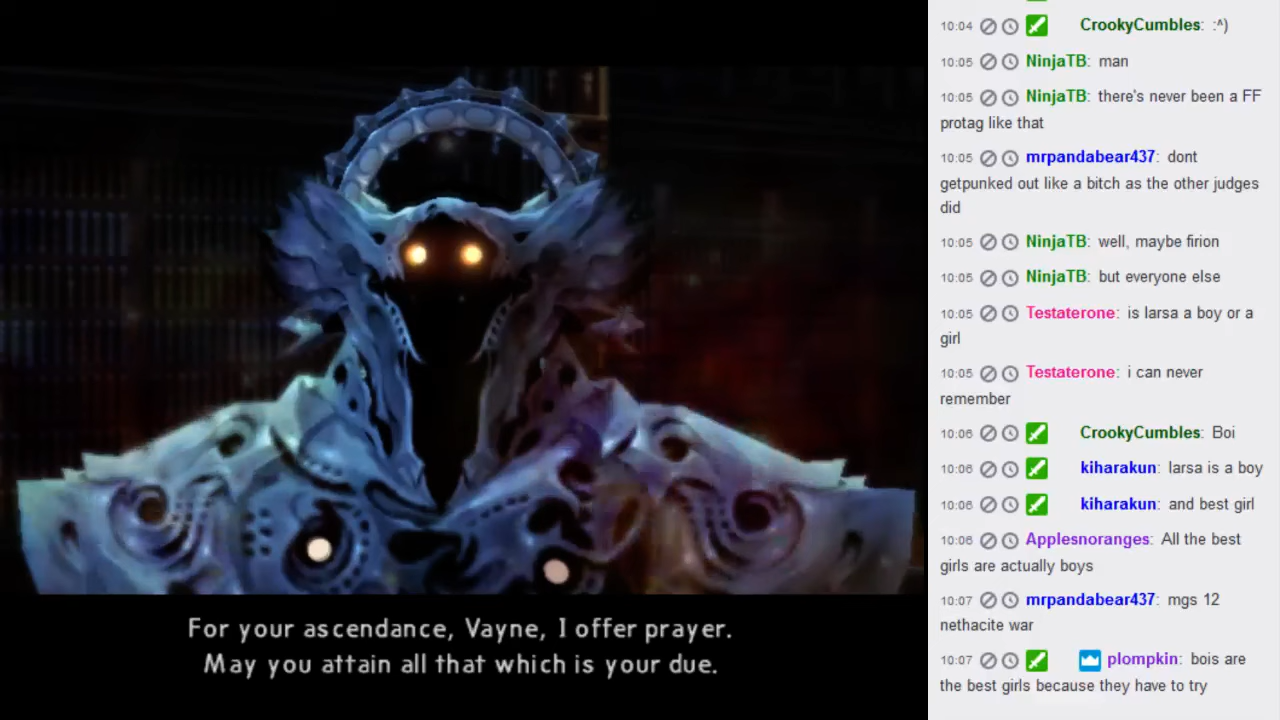 For your ascendance, Vayne, I offer prayer.
May you attain all that which is your due.
10:04 CrookyCumbles: :^)
10:05 NinjaTB: man
10:05 NinjaTB: there's never been a FF
protag like that
10:05 mrpandabear437: dont
getpunked out like a bitch as the other judges
did
10:05 NinjaTB: well, maybe firion
10:05 NinjaTB: but everyone else
10:05 Testaterone: is larsa a boy or a
girl
10:05 Testaterone: i can never
remember
10:06 CrookyCumbles: Boi
10:06 kiharakun: larsa is a boy
10:06 kiharakun: and best girl
10:06 Applesnoranges: All the best
girls are actually boys
10:07 mrpandabear437: mgs 12
nethacite war
10:07 plompkin: bois are
the best girls because they have to try